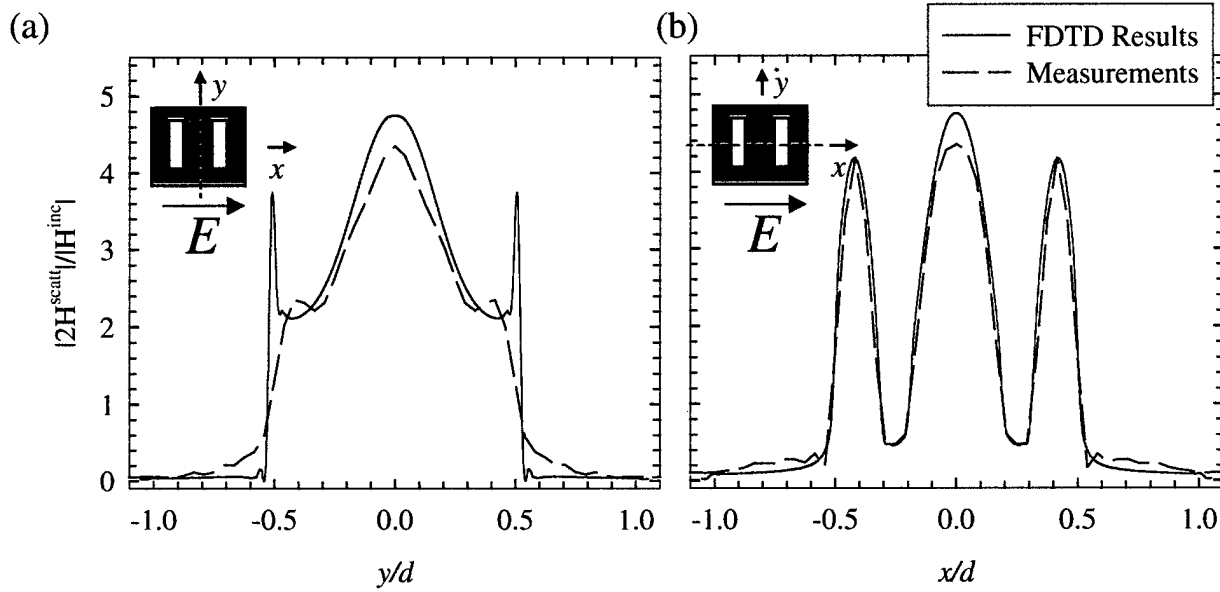 (a)
(b)
FDTD Results
Measurements
|2H^scatt|/|H^inc|
5
4
3
2
1
0
y
x
E
y
x
E
-1.0
-0.5
0.0
0.5
1.0
-1.0
-0.5
0.0
0.5
1.0
y/d
x/d